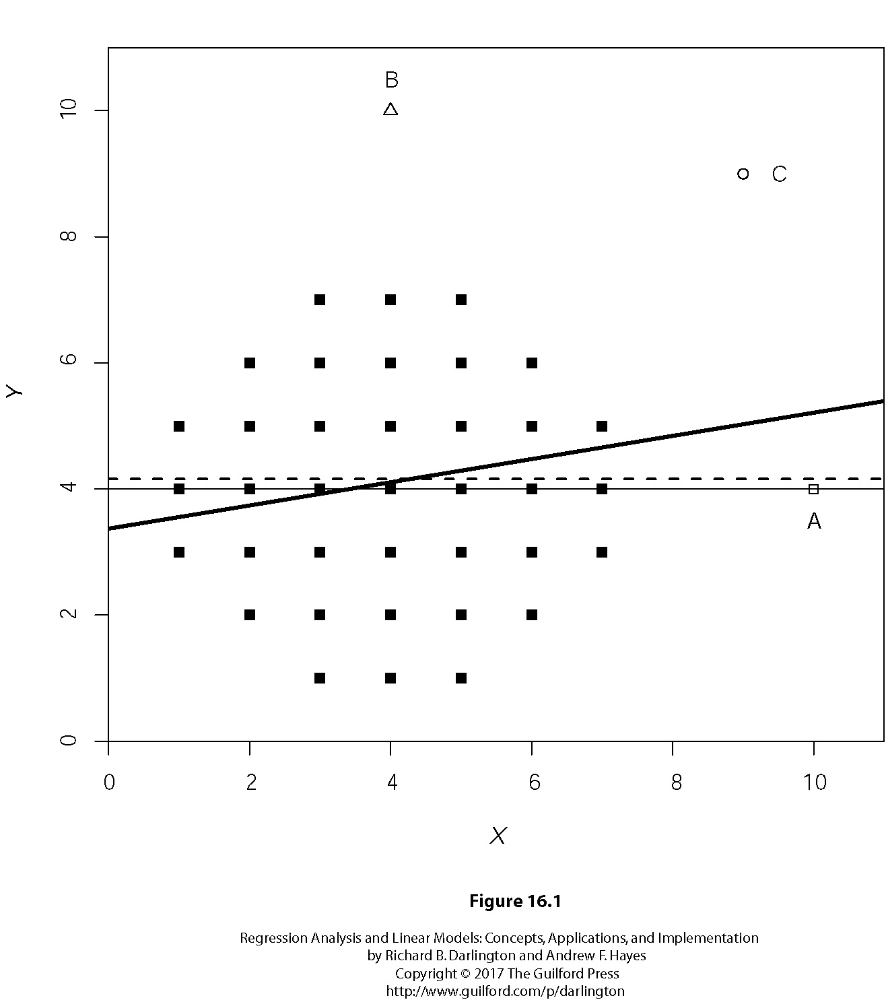 B
C
A
Y
10
8
6
4
2
0
0 2 4 6 8 10
X
Figure 16.1
Regression Analysis and Linear Models: Concepts, Applications, and Implementation
by Richard B. Darlington and Andrew F. Hayes
Copyright © 2017 The Guilford Press
http://www.guilford.com/p/darlington